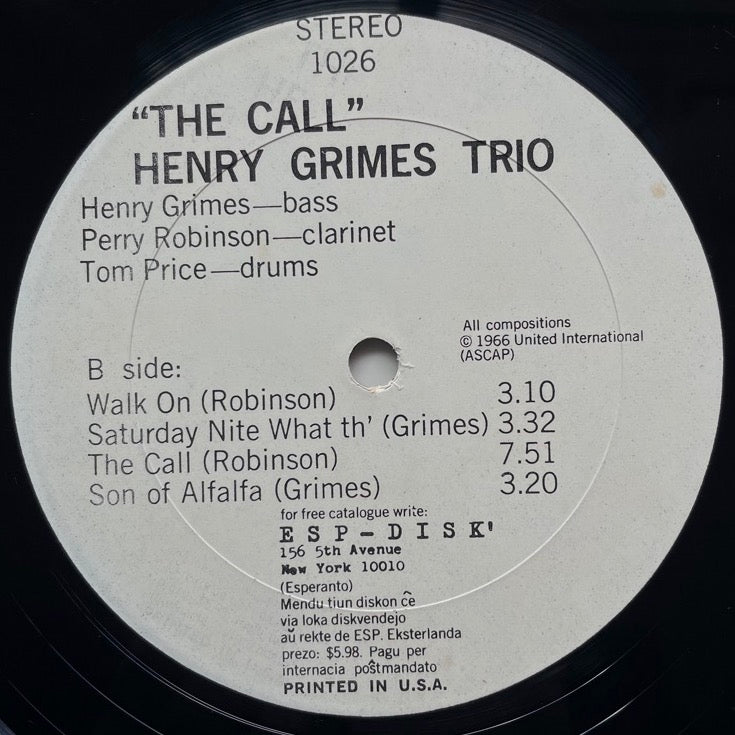 STEREO
1026
“THE CALL”
HENRY GRIMES TRIO
Henry Grimes—bass
Perry Robinson—clarinet
Tom Price—drums
All compositions
© 1966 United International
(ASCAP)
B side:
Walk On (Robinson) 3.10
Saturday Nite What th' (Grimes) 3.32
The Call (Robinson) 7.51
Son of Alfalfa (Grimes) 3.20
for free catalogue write:
ESP-DISK'
156 5th Avenue
New York 10010
(Esperanto)
Mendu tiun diskon ĉe
via loka diskvendejo
aŭ rekte de ESP. Eksterlanda
prezo: $5.98. Pagu per
internacia poŝtmandato
PRINTED IN U.S.A.